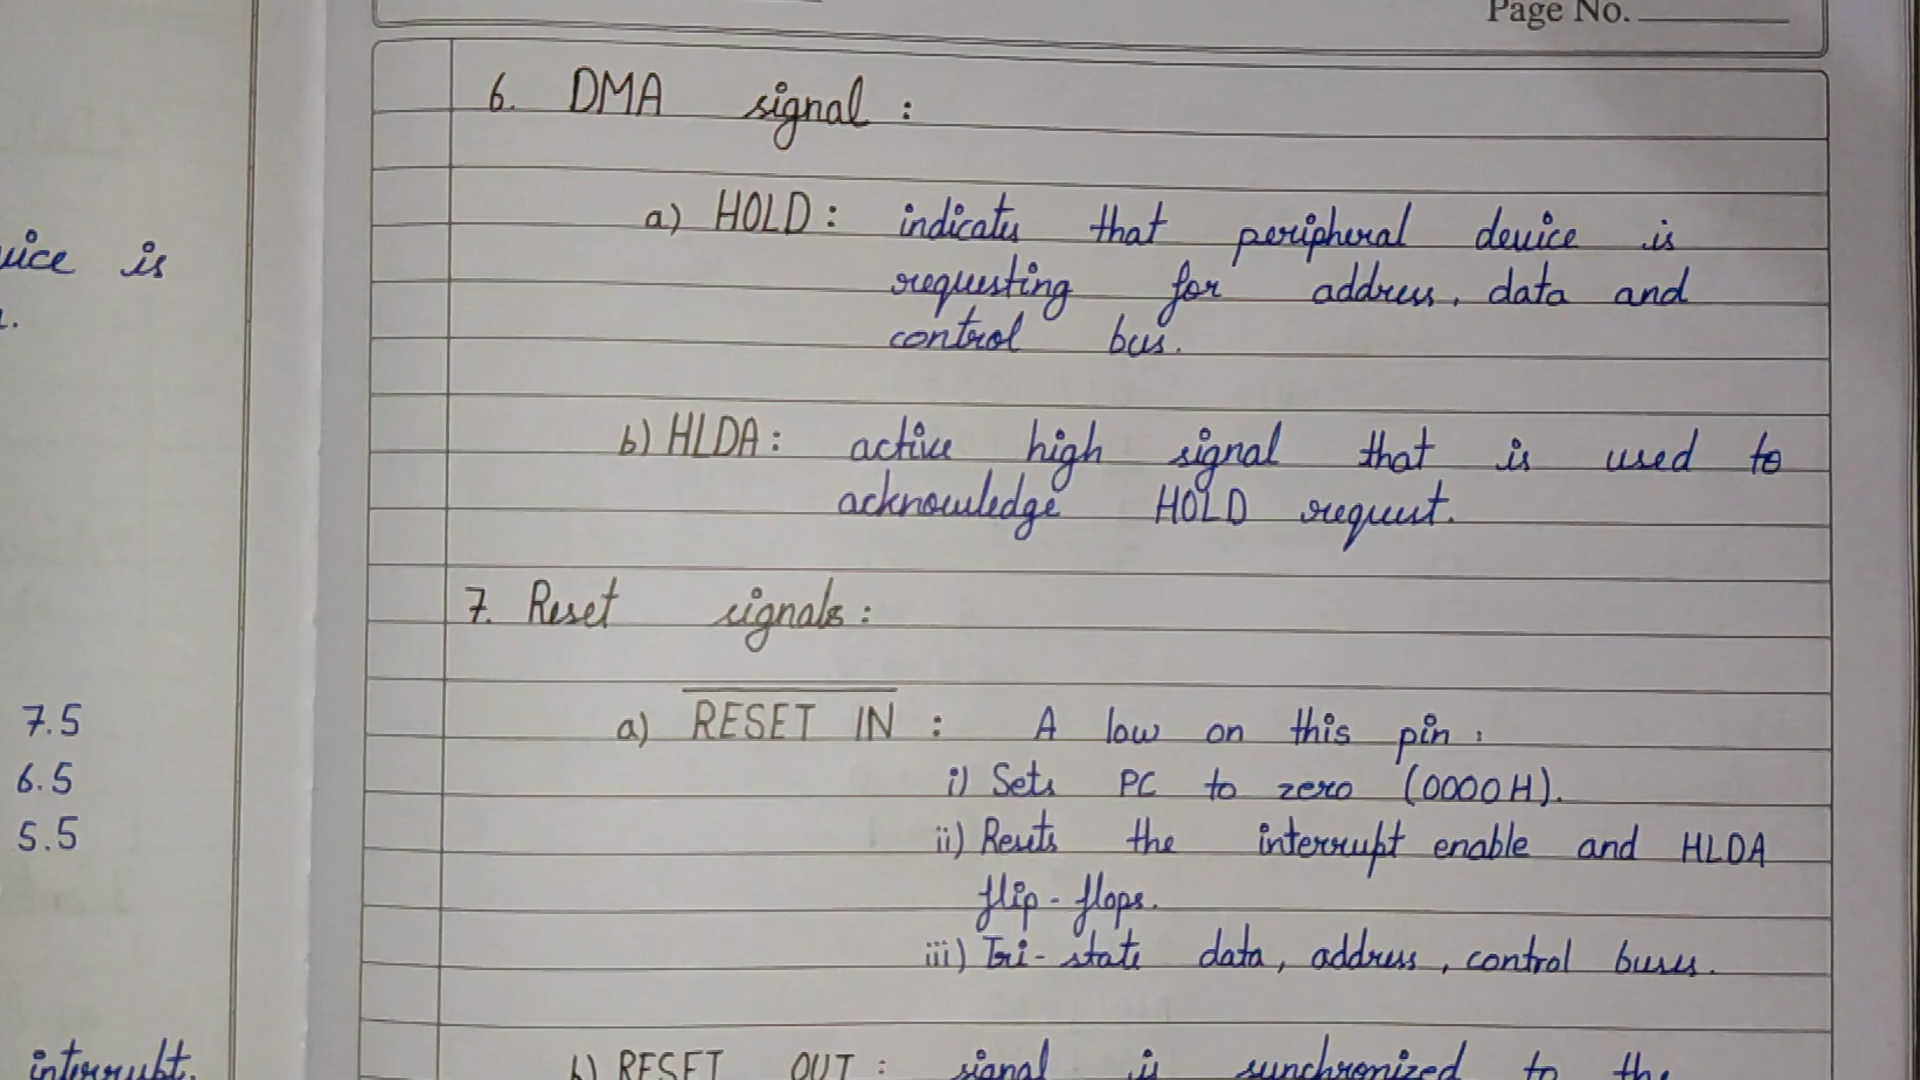 Page No.
6. DMA signal :
a) HOLD : indicates that peripheral device is
requesting for address, data and
control bus.
b) HLDA : active high signal that is used to
acknowledge HOLD request.
7. Reset signals :
a) RESET IN : A low on this pin :
i) Sets PC to zero (0000H).
ii) Resets the interrupt enable and HLDA
flip-flops.
iii) Tri-state data, address, control buses.
b) RESET OUT : signal is synchronized to the
is
7.5
6.5
5.5
interrupt.